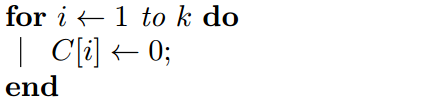 for i ← 1 to k do
| C[i] ← 0;
end